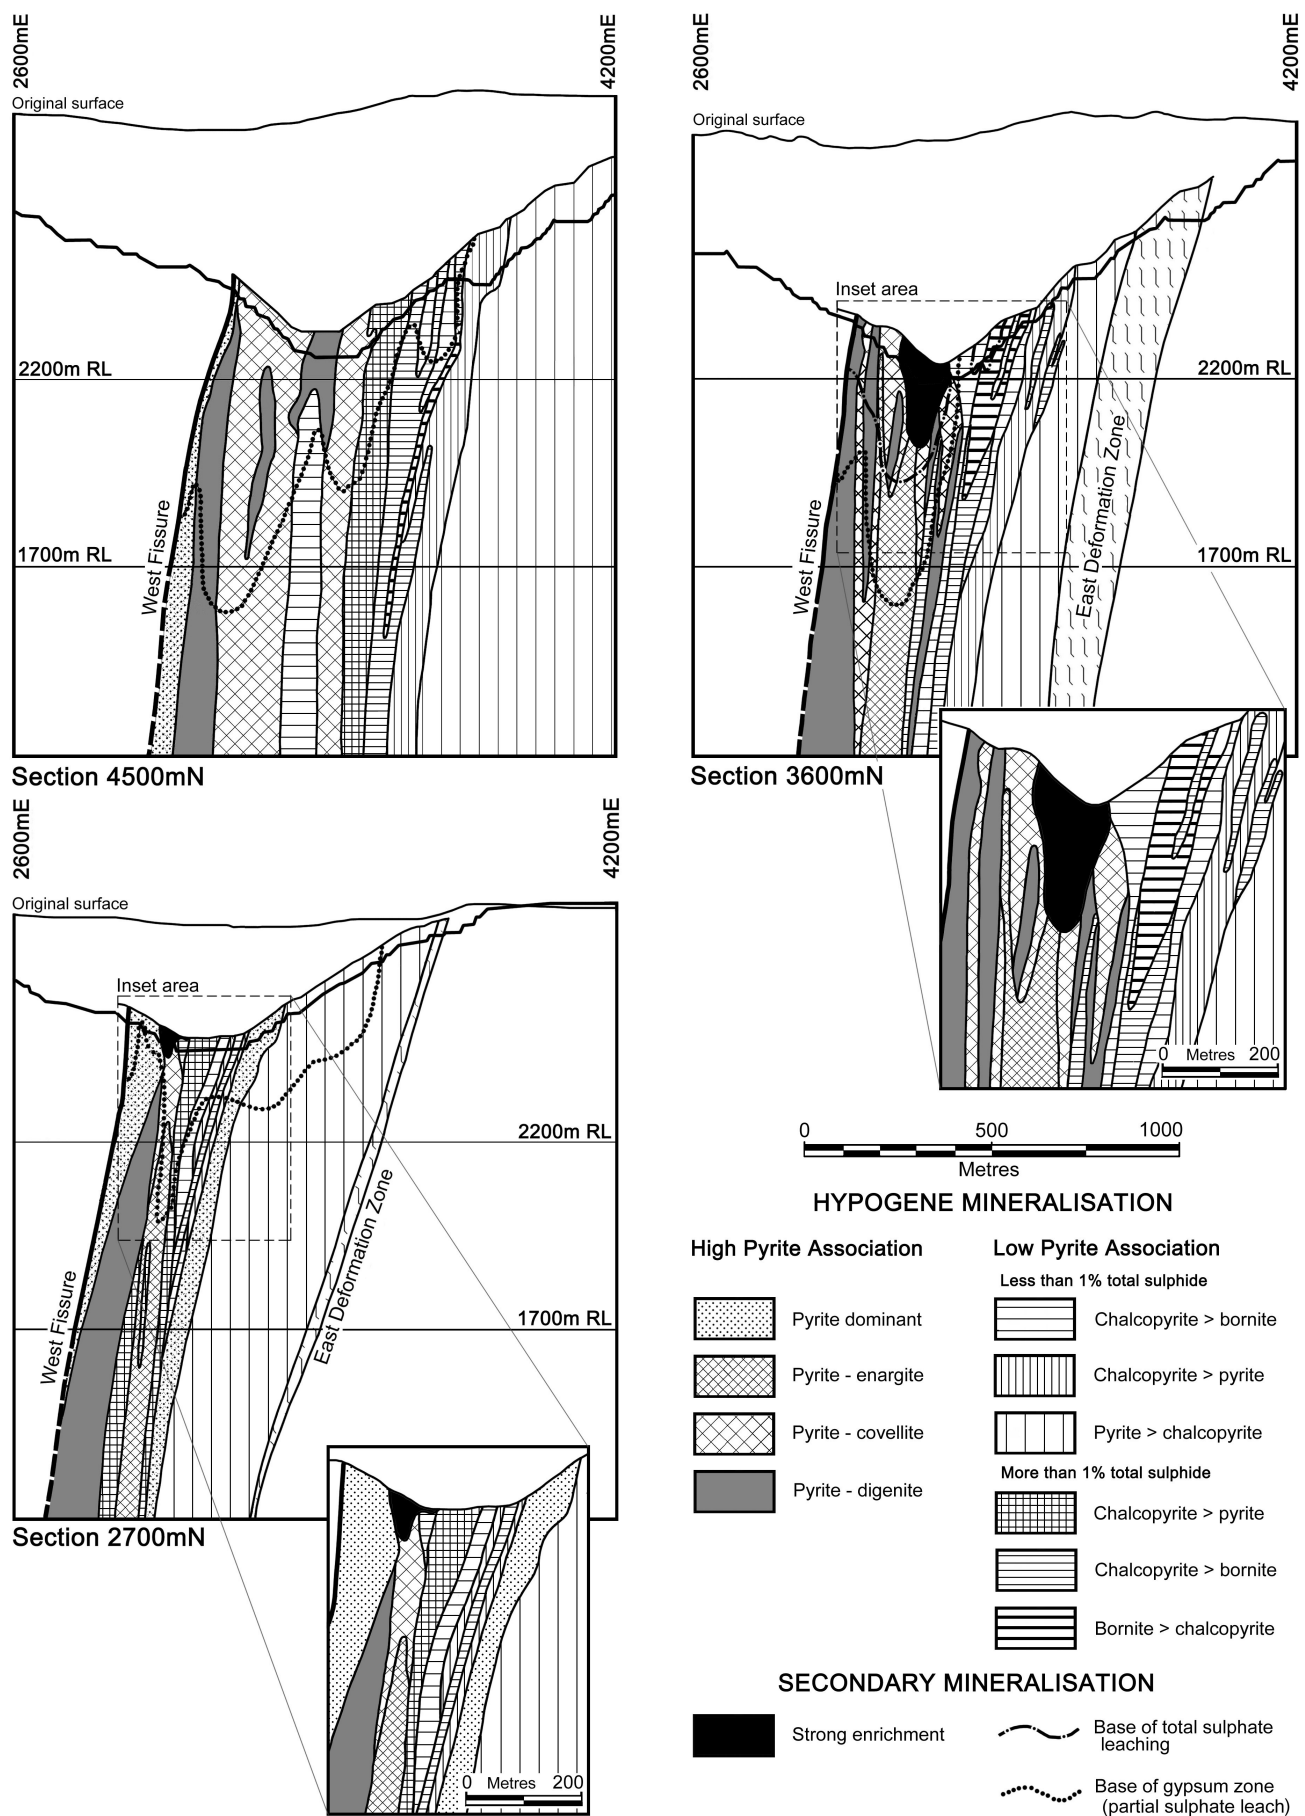 2600mE
4200mE
Original surface
2200m RL
1700m RL
West Fissure
Section 4500mN
2600mE
4200mE
Original surface
Inset area
2200m RL
1700m RL
West Fissure
East Deformation Zone
Section 3600mN
0 Metres 200
2600mE
4200mE
Original surface
Inset area
2200m RL
1700m RL
West Fissure
East Deformation Zone
Section 2700mN
0 Metres 200
0 500 1000
Metres
HYPOGENE MINERALISATION
High Pyrite Association
Pyrite dominant
Pyrite - enargite
Pyrite - covellite
Pyrite - digenite
Low Pyrite Association
Less than 1% total sulphide
Chalcopyrite > bornite
Chalcopyrite > pyrite
Pyrite > chalcopyrite
More than 1% total sulphide
Chalcopyrite > pyrite
Chalcopyrite > bornite
Bornite > chalcopyrite
SECONDARY MINERALISATION
Strong enrichment
Base of total sulphate
leaching
Base of gypsum zone
(partial sulphate leach)